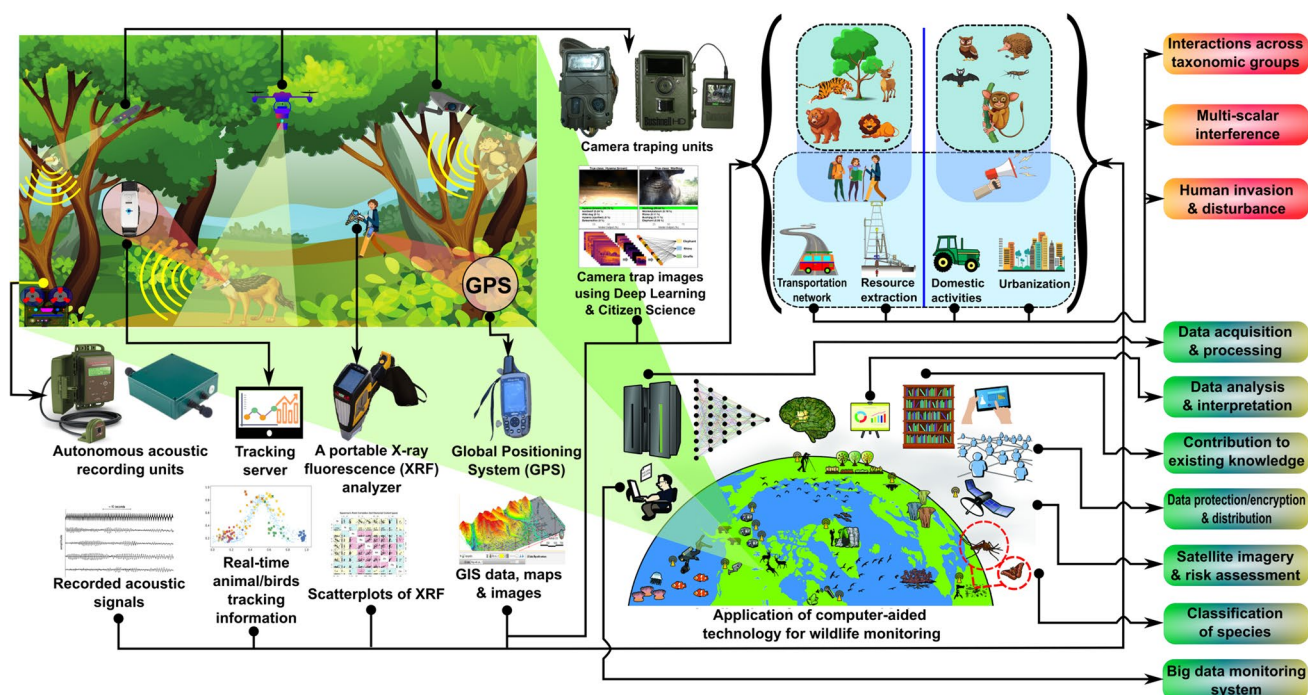 Camera traping units
Camera trap images
using Deep Learning
& Citizen Science
GPS
Autonomous acoustic
recording units
Tracking
server
A portable X-ray
fluorescence (XRF)
analyzer
Global Positioning
System (GPS)
Recorded acoustic
signals
Real-time
animal/birds
tracking
information
Scatterplots of XRF
GIS data, maps
& images
Transportation
network
Resource
extraction
Domestic
activities
Urbanization
Application of computer-aided
technology for wildlife monitoring
Interactions across
taxonomic groups
Multi-scalar
interference
Human invasion
& disturbance
Data acquisition
& processing
Data analysis
& interpretation
Contribution to
existing knowledge
Data protection/encryption
& distribution
Satellite imagery
& risk assessment
Classification
of species
Big data monitoring
system